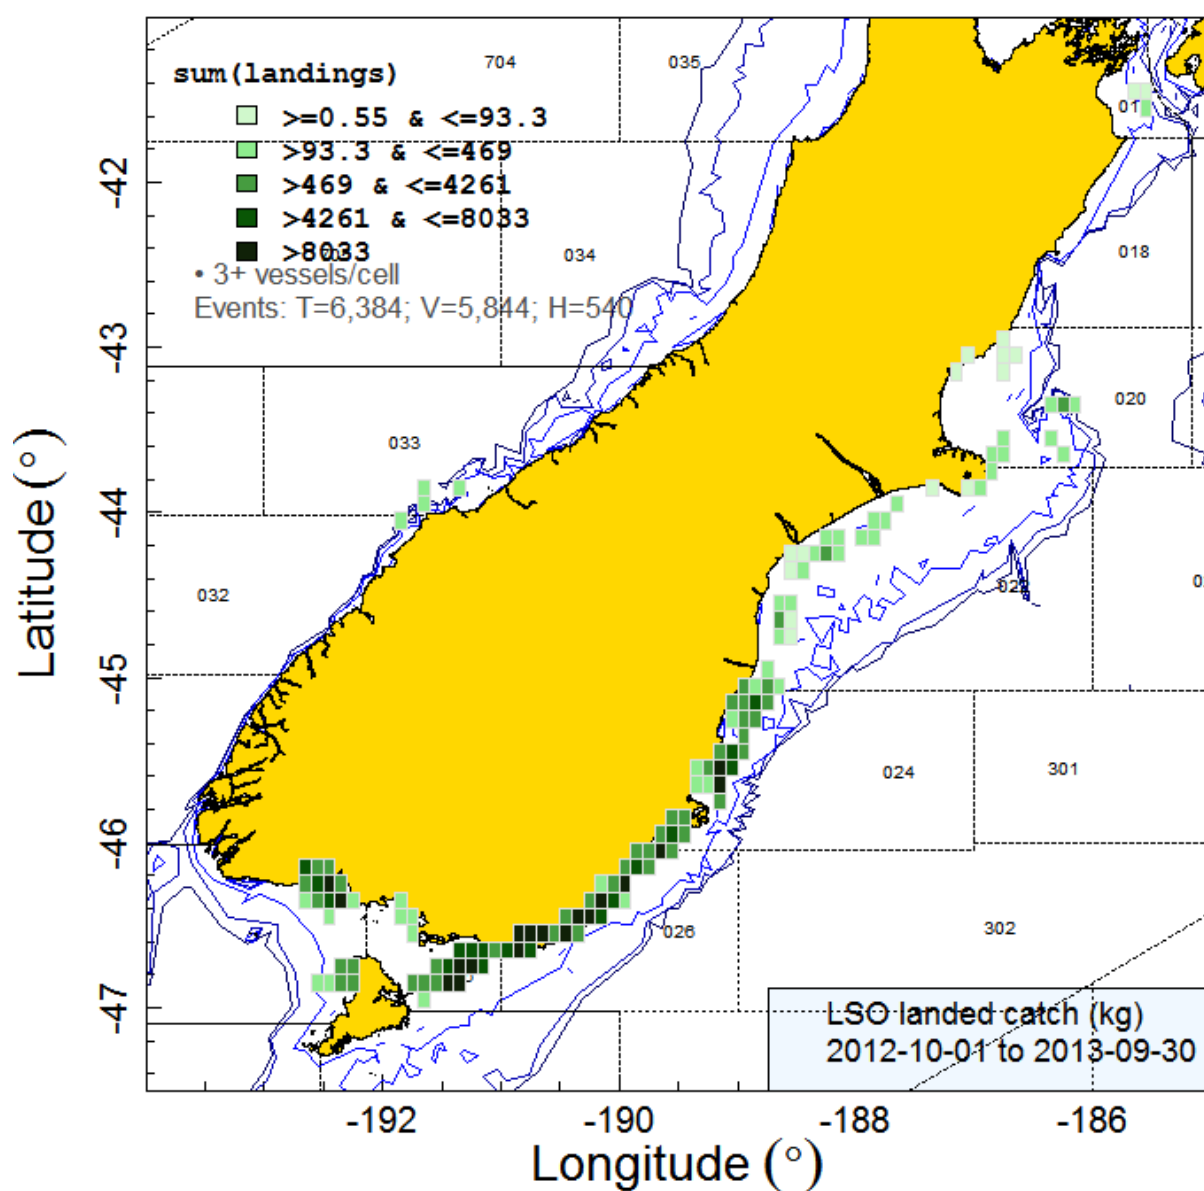 704
035
sum(landings)
>=0.55 & <=93.3
>93.3 & <=469
>469 & <=4261
>4261 & <=8033
>8033
• 3+ vessels/cell
Events: T=6,384; V=5,844; H=540
034
018
020
033
032
022
024
301
026
302
LSO landed catch (kg)
2012-10-01 to 2013-09-30
-42
-43
-44
-45
-46
-47
Latitude (°)
-192
-190
-188
-186
Longitude (°)